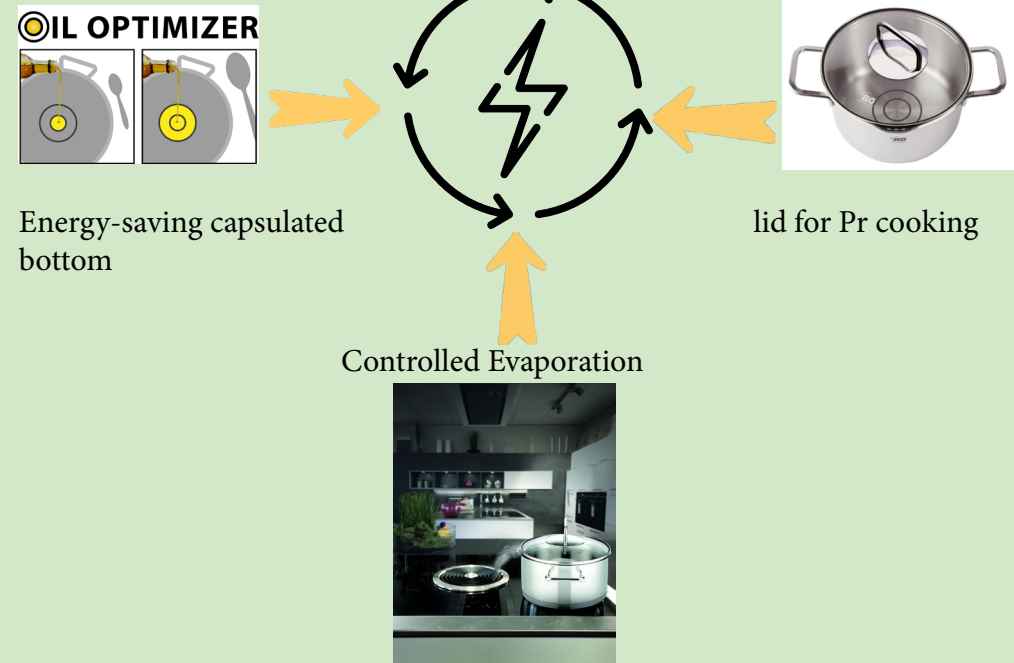 OIL OPTIMIZER
Energy-saving capsulated
bottom
lid for Pr cooking
Controlled Evaporation